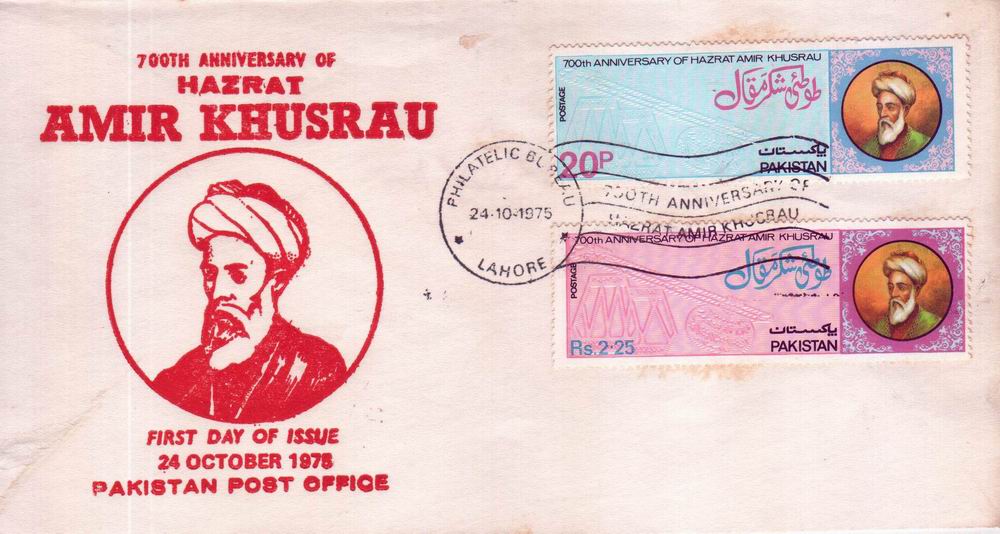 700TH ANNIVERSARY OF
HAZRAT
AMIR KHUSRAU
FIRST DAY OF ISSUE
24 OCTOBER 1975
PAKISTAN POST OFFICE
PHILATELIC BUREAU
24-10-1975
LAHORE
700TH ANNIVERSARY OF
HAZRAT AMIR KHUSRAU
700th ANNIVERSARY OF HAZRAT AMIR KHUSRAU
طوطئ شکر مقال
POSTAGE
20P
پاکستان
PAKISTAN
700th ANNIVERSARY OF HAZRAT AMIR KHUSRAU
طوطئ شکر مقال
POSTAGE
Rs. 2·25
پاکستان
PAKISTAN